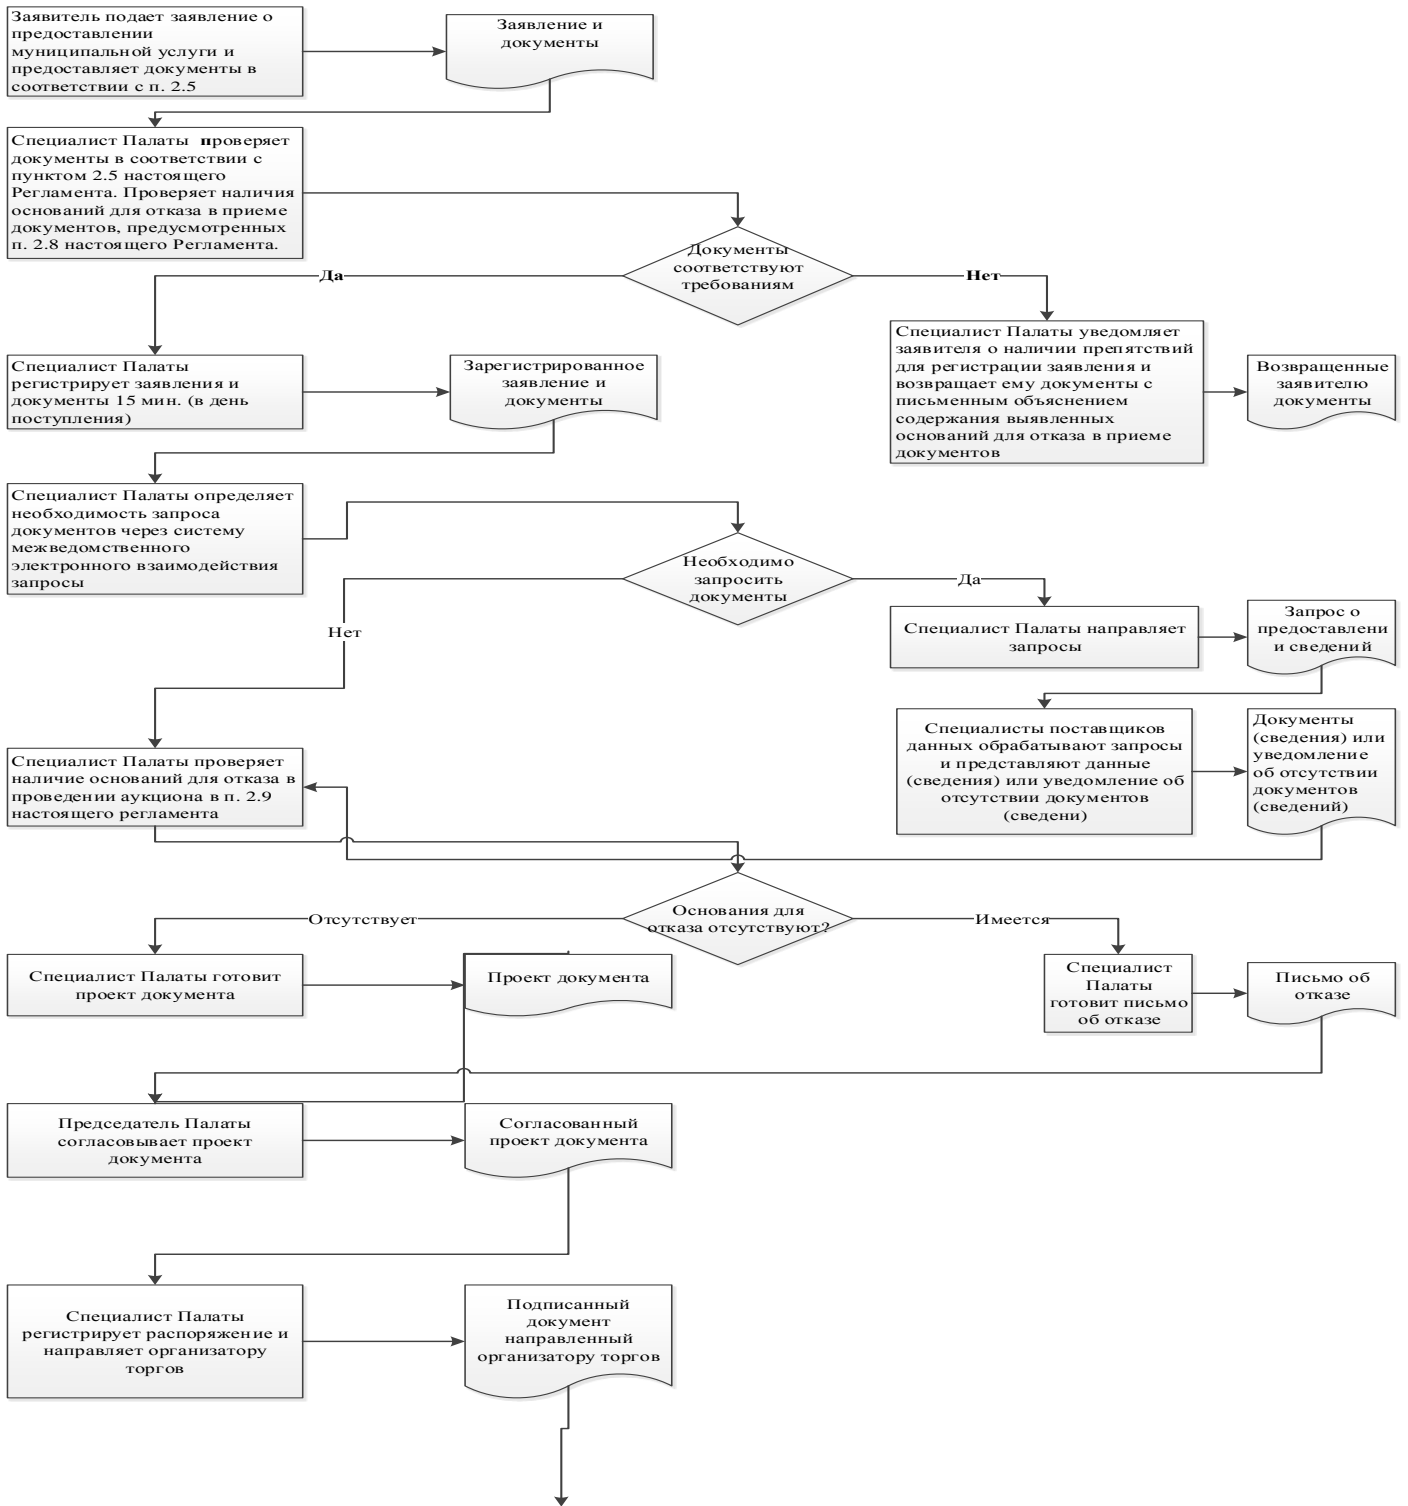 Заявитель подает заявление о
предоставлении
муниципальной услуги и
предоставляет документы в
соответствии с п. 2.5
Заявление и
документы
Специалист Палаты проверяет
документы в соответствии с
пунктом 2.5 настоящего
Регламента. Проверяет наличия
оснований для отказа в приеме
документов, предусмотренных
п. 2.8 настоящего Регламента.
Документы
соответствуют
требованиям
Да
Нет
Специалист Палаты
регистрирует заявления и
документы 15 мин. (в день
поступления)
Зарегистрированное
заявление и
документы
Специалист Палаты уведомляет
заявителя о наличии препятствий
для регистрации заявления и
возвращает ему документы с
письменным объяснением
содержания выявленных
оснований для отказа в приеме
документов
Возвращенные
заявителю
документы
Специалист Палаты определяет
необходимость запроса
документов через систему
межведомственного
электронного взаимодействия
запросы
Необходимо
запросить
документы
Да
Нет
Специалист Палаты направляет
запросы
Запрос о
предоставлени
и сведений
Специалисты поставщиков
данных обрабатывают запросы
и представляют данные
(сведения) или уведомление об
отсутствии документов
(сведени)
Документы
(сведения) или
уведомление
об отсутствии
документов
(сведений)
Специалист Палаты проверяет
наличие оснований для отказа в
проведении аукциона в п. 2.9
настоящего регламента
Основания для
отказа отсутствуют?
Отсутствует
Имеется
Специалист Палаты готовит
проект документа
Проект документа
Специалист
Палаты
готовит письмо
об отказе
Письмо об
отказе
Председатель Палаты
согласовывает проект
документа
Согласованный
проект документа
Специалист Палаты
регистрирует распоряжение и
направляет организатору
торгов
Подписанный
документ
направленный
организатору торгов